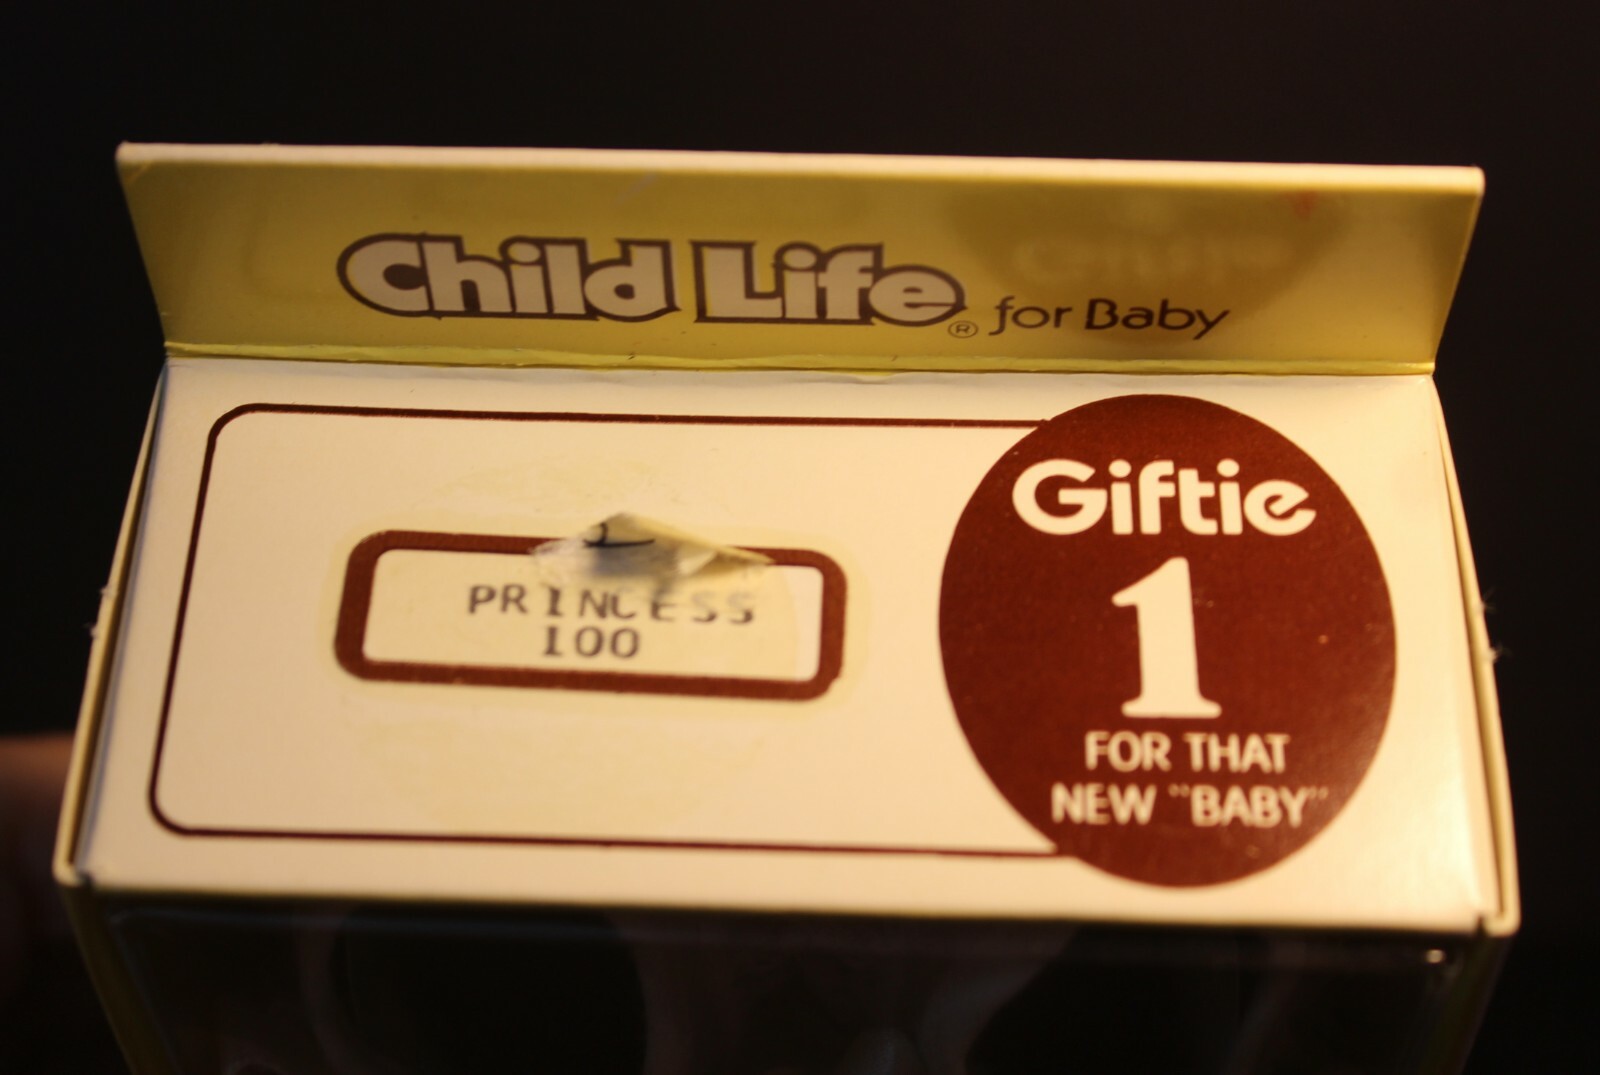 Child Life® for Baby
Giftie
1
FOR THAT
NEW "BABY"
PRINCESS
100